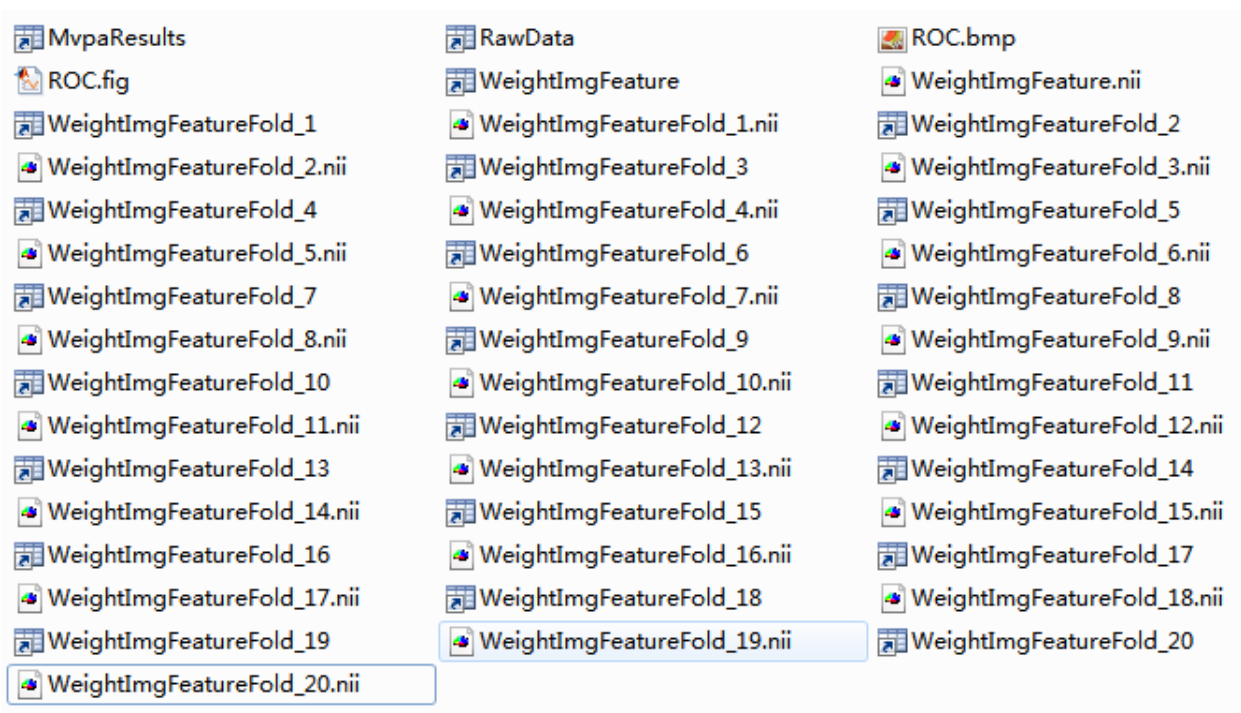 MvpaResults RawData ROC.bmp
ROC.fig WeightImgFeature WeightImgFeature.nii
WeightImgFeatureFold_1 WeightImgFeatureFold_1.nii WeightImgFeatureFold_2
WeightImgFeatureFold_2.nii WeightImgFeatureFold_3 WeightImgFeatureFold_3.nii
WeightImgFeatureFold_4 WeightImgFeatureFold_4.nii WeightImgFeatureFold_5
WeightImgFeatureFold_5.nii WeightImgFeatureFold_6 WeightImgFeatureFold_6.nii
WeightImgFeatureFold_7 WeightImgFeatureFold_7.nii WeightImgFeatureFold_8
WeightImgFeatureFold_8.nii WeightImgFeatureFold_9 WeightImgFeatureFold_9.nii
WeightImgFeatureFold_10 WeightImgFeatureFold_10.nii WeightImgFeatureFold_11
WeightImgFeatureFold_11.nii WeightImgFeatureFold_12 WeightImgFeatureFold_12.nii
WeightImgFeatureFold_13 WeightImgFeatureFold_13.nii WeightImgFeatureFold_14
WeightImgFeatureFold_14.nii WeightImgFeatureFold_15 WeightImgFeatureFold_15.nii
WeightImgFeatureFold_16 WeightImgFeatureFold_16.nii WeightImgFeatureFold_17
WeightImgFeatureFold_17.nii WeightImgFeatureFold_18 WeightImgFeatureFold_18.nii
WeightImgFeatureFold_19 WeightImgFeatureFold_19.nii WeightImgFeatureFold_20
WeightImgFeatureFold_20.nii